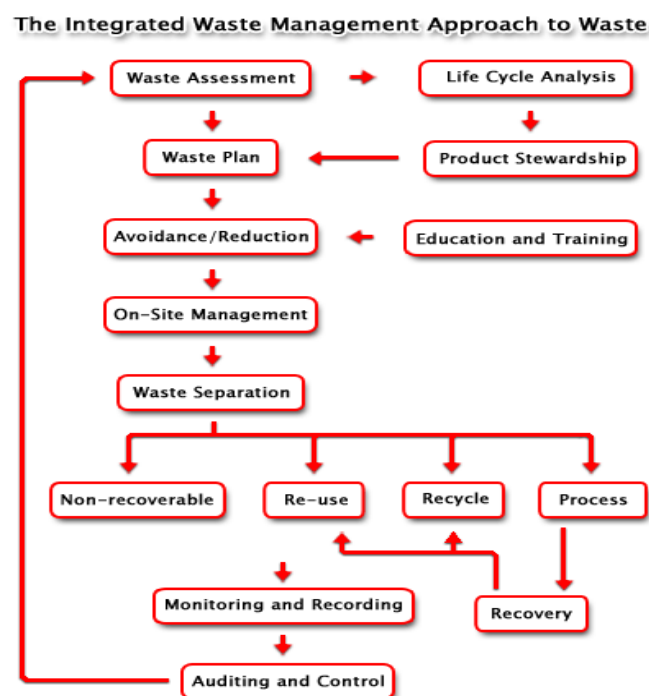 The Integrated Waste Management Approach to Waste
Waste Assessment
Life Cycle Analysis
Waste Plan
Product Stewardship
Avoidance/Reduction
Education and Training
On-Site Management
Waste Separation
Non-recoverable
Re-use
Recycle
Process
Monitoring and Recording
Recovery
Auditing and Control